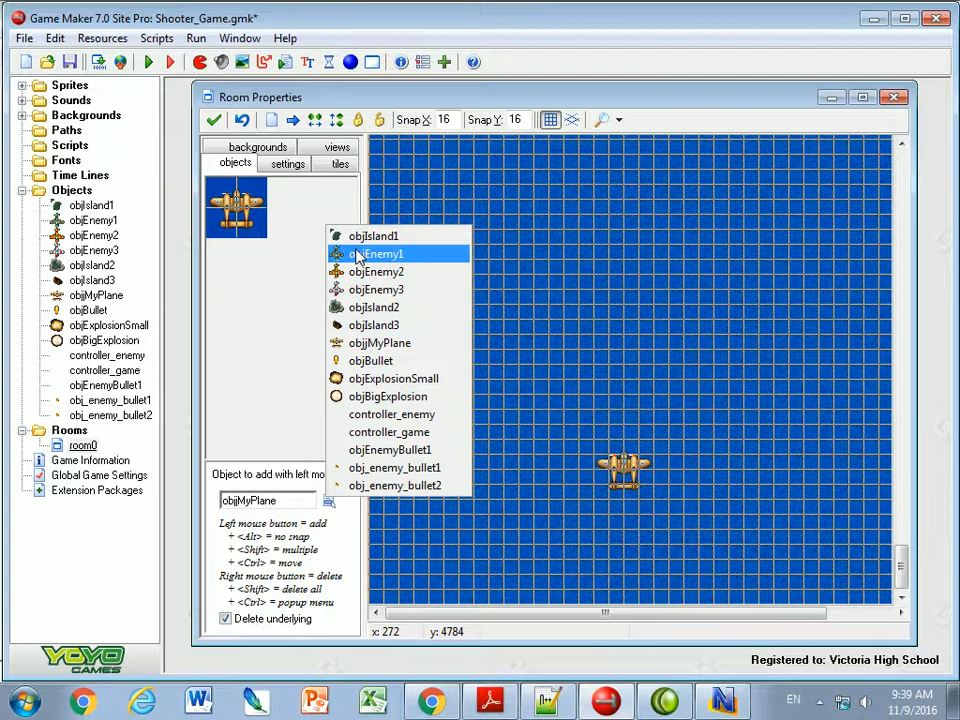 Game Maker 7.0 Site Pro: Shooter_Game.gmk*
File Edit Resources Scripts Run Window Help
Sprites
Sounds
Backgrounds
Paths
Scripts
Fonts
Time Lines
Objects
objIsland1
objEnemy1
objEnemy2
objEnemy3
objIsland2
objIsland3
objjMyPlane
objBullet
objExplosionSmall
objBigExplosion
controller_enemy
controller_game
objEnemyBullet1
obj_enemy_bullet1
obj_enemy_bullet2
Rooms
room0
Game Information
Global Game Settings
Extension Packages
YOYO
GAMES
Room Properties
Snap X: 16 Snap Y: 16
backgrounds views
objects settings tiles
objIsland1
objEnemy1
objEnemy2
objEnemy3
objIsland2
objIsland3
objjMyPlane
objBullet
objExplosionSmall
objBigExplosion
controller_enemy
controller_game
objEnemyBullet1
obj_enemy_bullet1
obj_enemy_bullet2
Object to add with left mo
objjMyPlane
Left mouse button = add
+ <Alt> = no snap
+ <Shift> = multiple
+ <Ctrl> = move
Right mouse button = delete
+ <Shift> = delete all
+ <Ctrl> = popup menu
Delete underlying
x: 272 y: 4784
Registered to: Victoria High School
EN
9:39 AM
11/9/2016